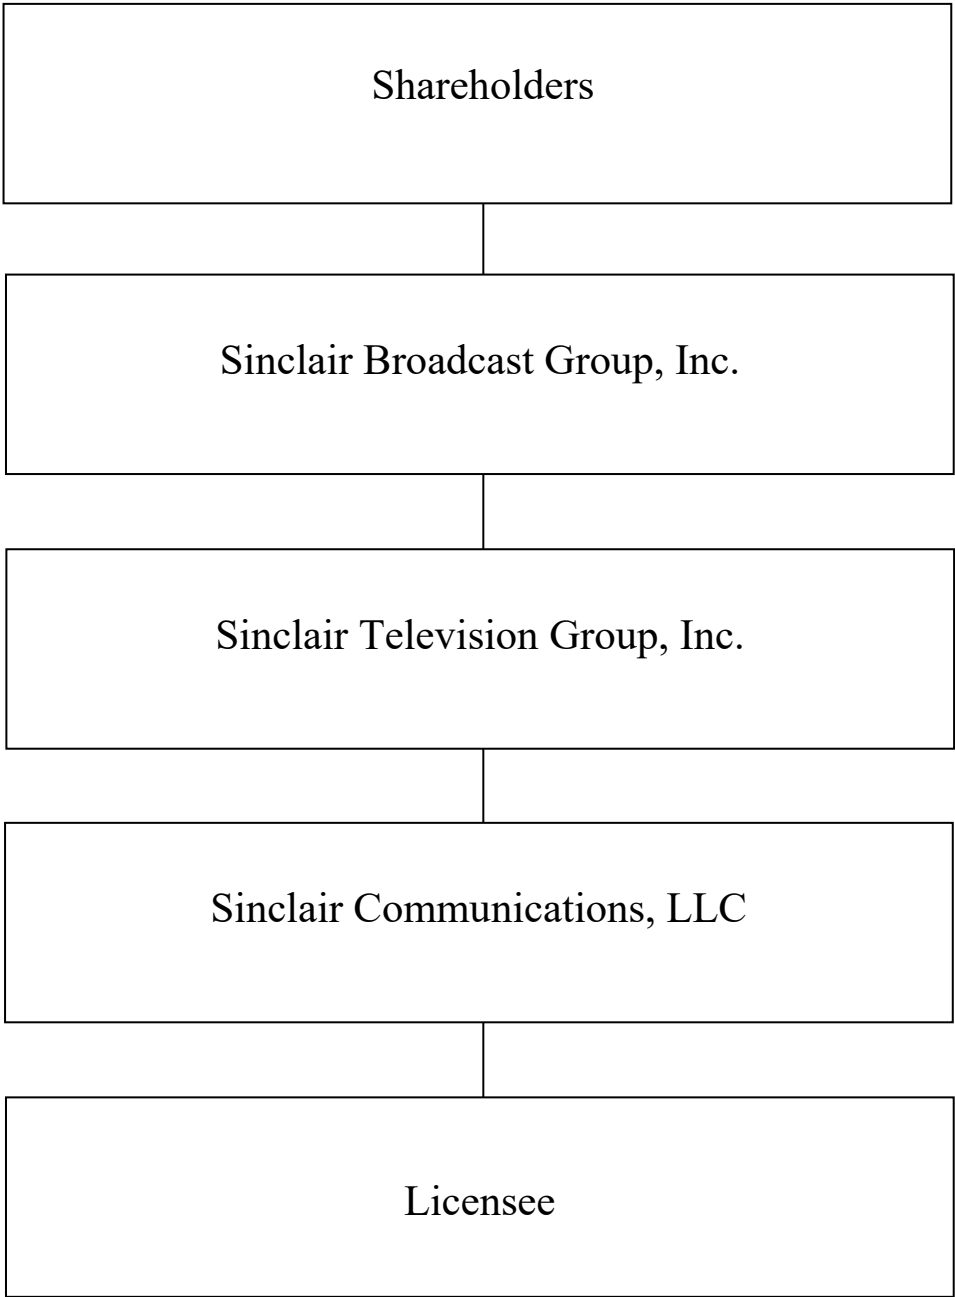 Shareholders
Sinclair Broadcast Group, Inc.
Sinclair Television Group, Inc.
Sinclair Communications, LLC
Licensee